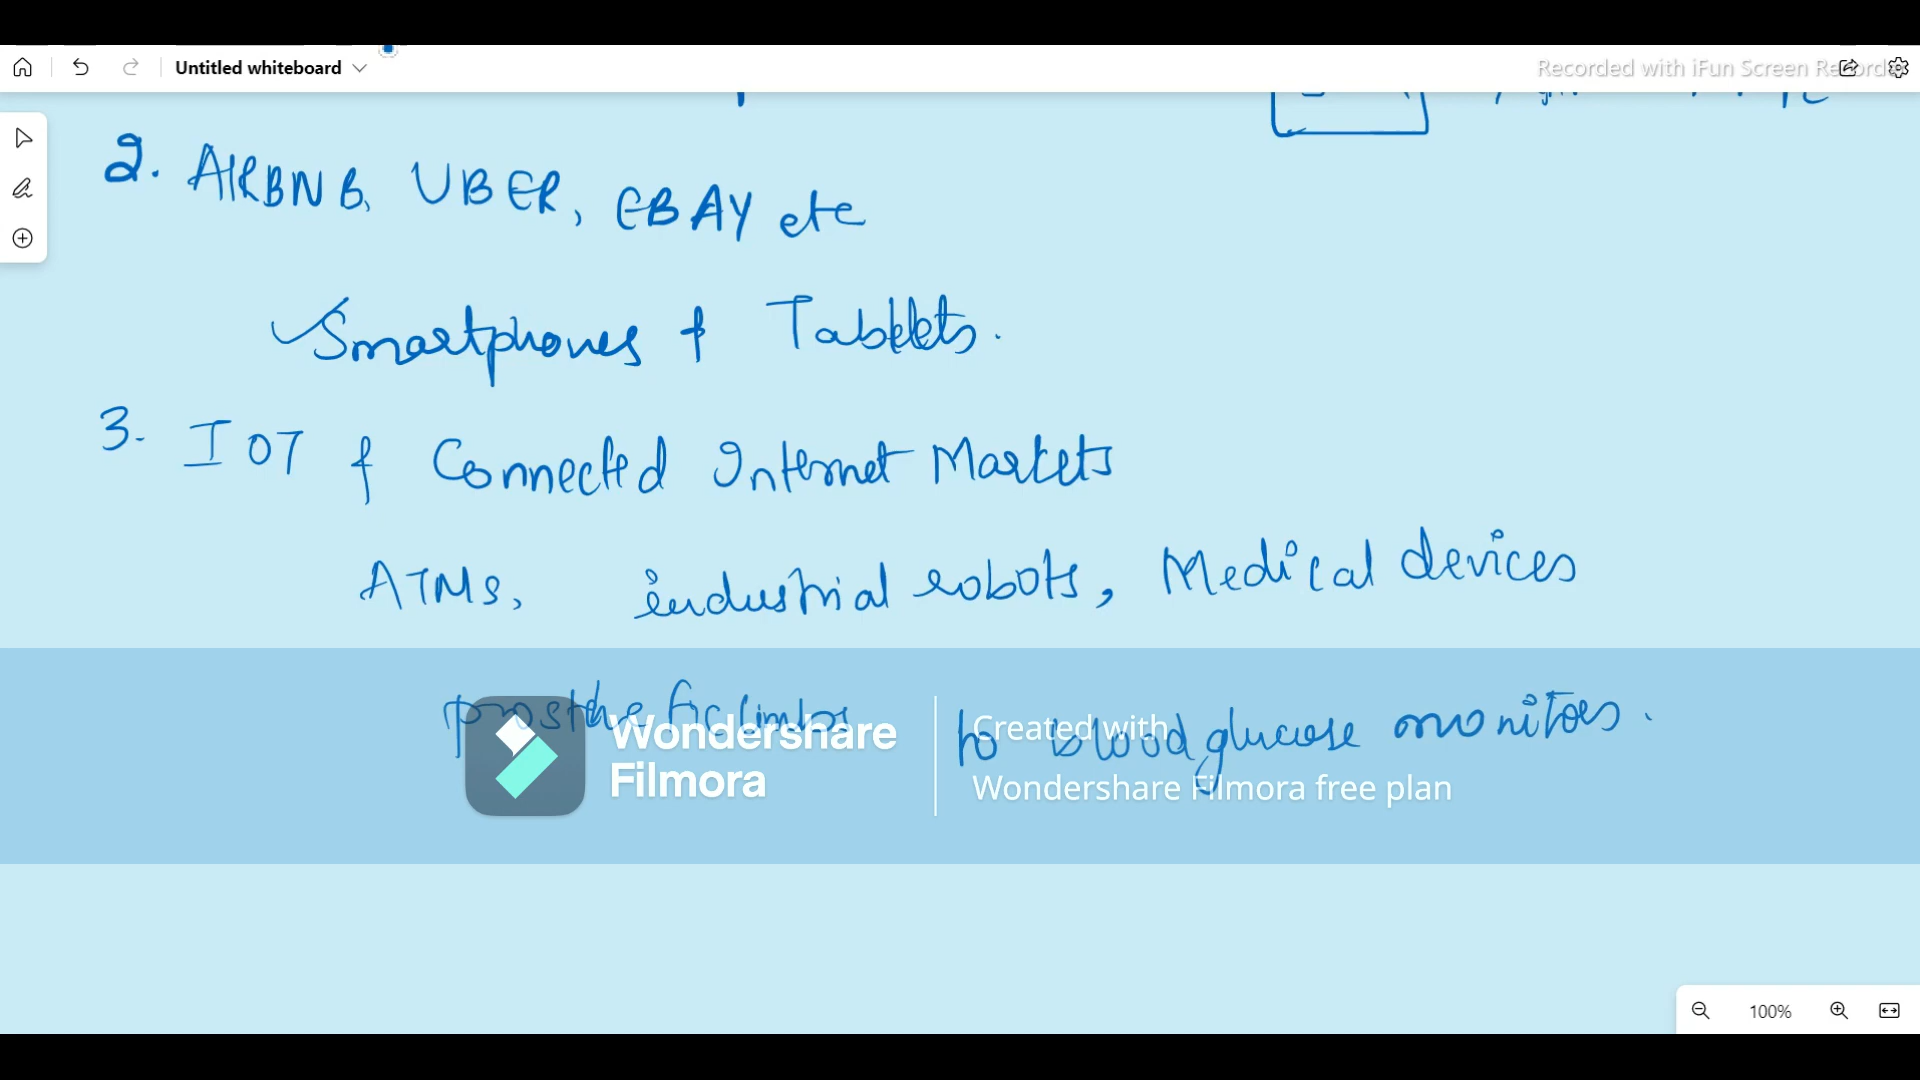 Untitled whiteboard
Recorded with iFun Screen Recorder
2. AIRBNB, UBER, EBAY etc
Smartphones & Tablets.
3. IOT & Connected Internet Markets
ATMs, industrial robots, Medical devices
prosthetic limbs to blood glucose monitors.
Wondershare Filmora
Created with
Wondershare Filmora free plan
100%